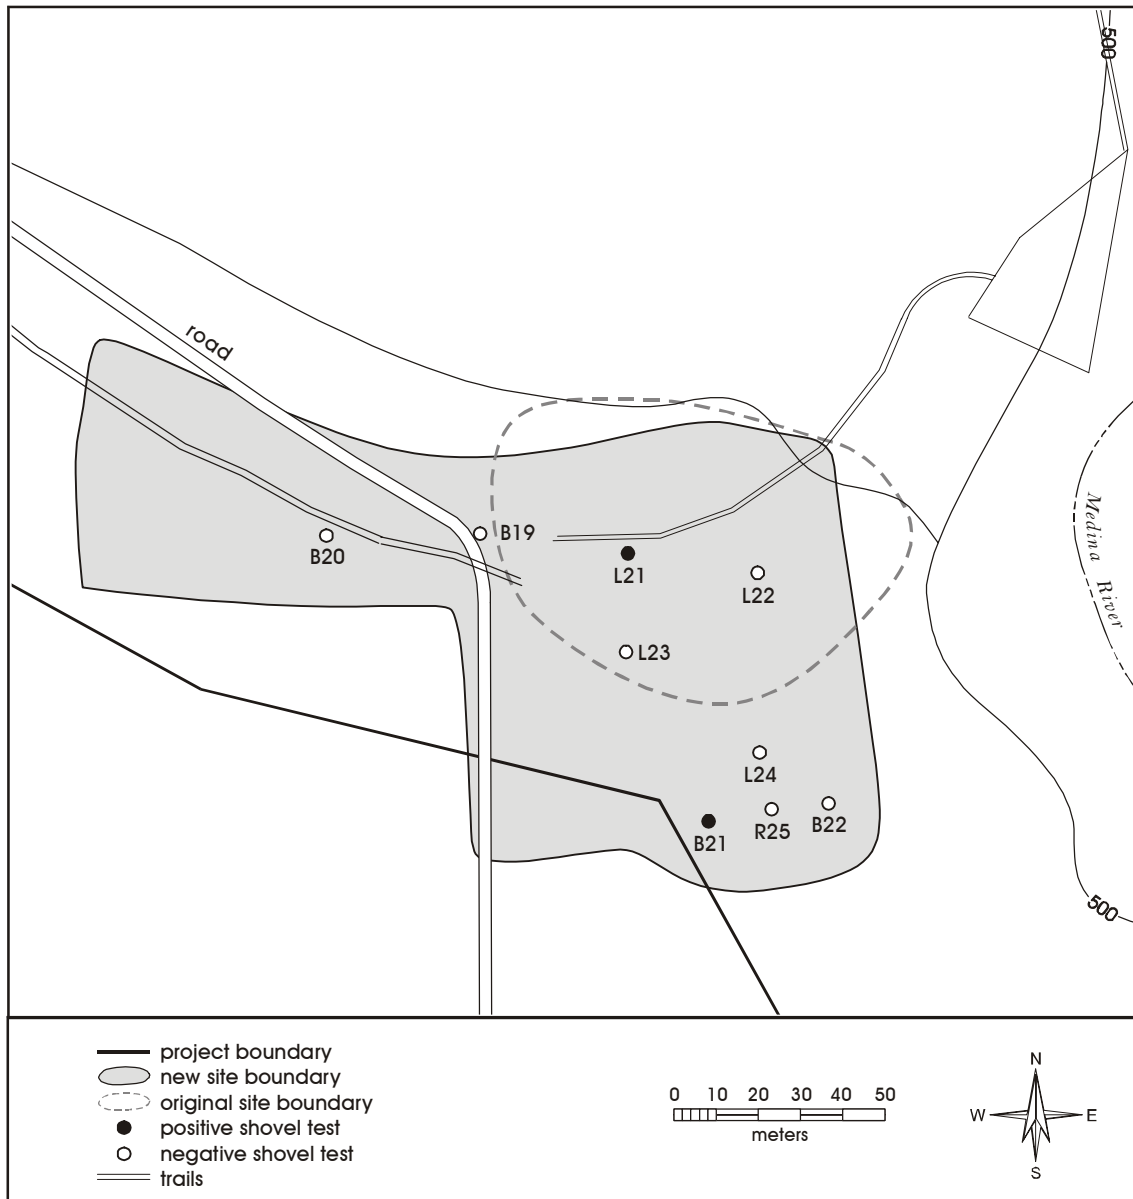 500
road
B19
B20
L21
L22
L23
Medina River
L24
B21
R25
B22
500
project boundary
new site boundary
original site boundary
positive shovel test
negative shovel test
trails
0 10 20 30 40 50
meters
N
W E
S